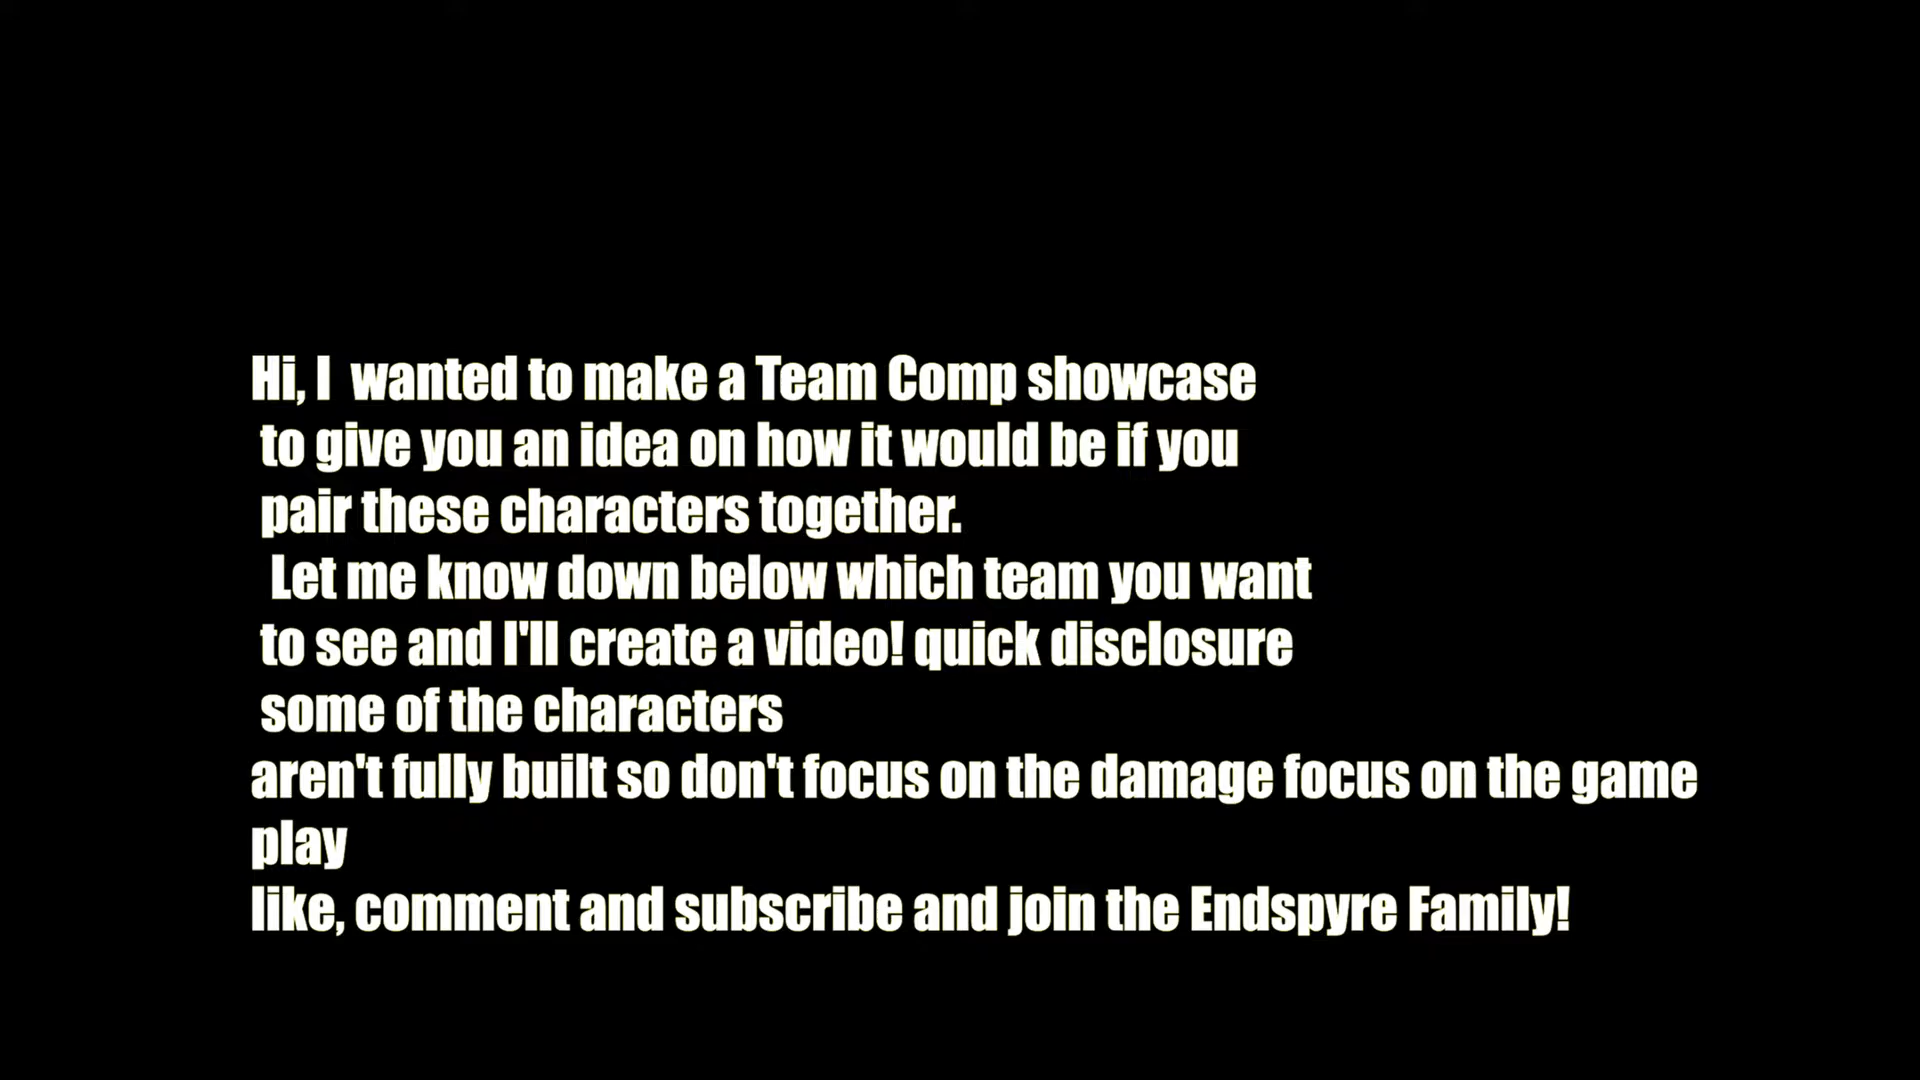 Hi, I  wanted to make a Team Comp showcase
to give you an idea on how it would be if you
pair these characters together.
Let me know down below which team you want
to see and I'll create a video! quick disclosure
some of the characters
aren't fully built so don't focus on the damage focus on the game
play
like, comment and subscribe and join the Endspyre Family!